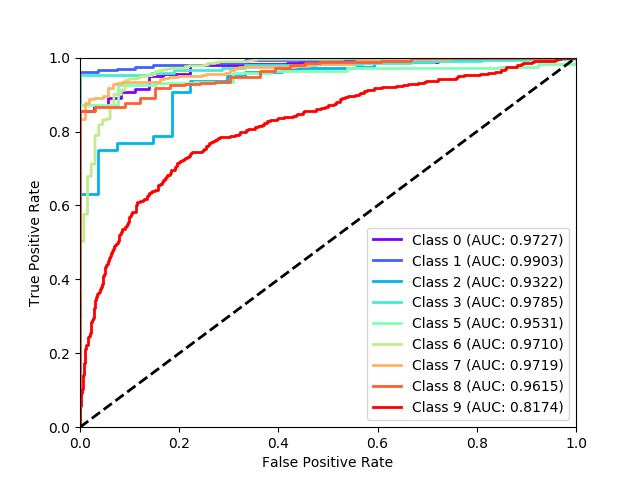 1.0
0.8
0.6
0.4
0.2
0.0
True Positive Rate
Class 0 (AUC: 0.9727)
Class 1 (AUC: 0.9903)
Class 2 (AUC: 0.9322)
Class 3 (AUC: 0.9785)
Class 5 (AUC: 0.9531)
Class 6 (AUC: 0.9710)
Class 7 (AUC: 0.9719)
Class 8 (AUC: 0.9615)
Class 9 (AUC: 0.8174)
0.0 0.2 0.4 0.6 0.8 1.0
False Positive Rate